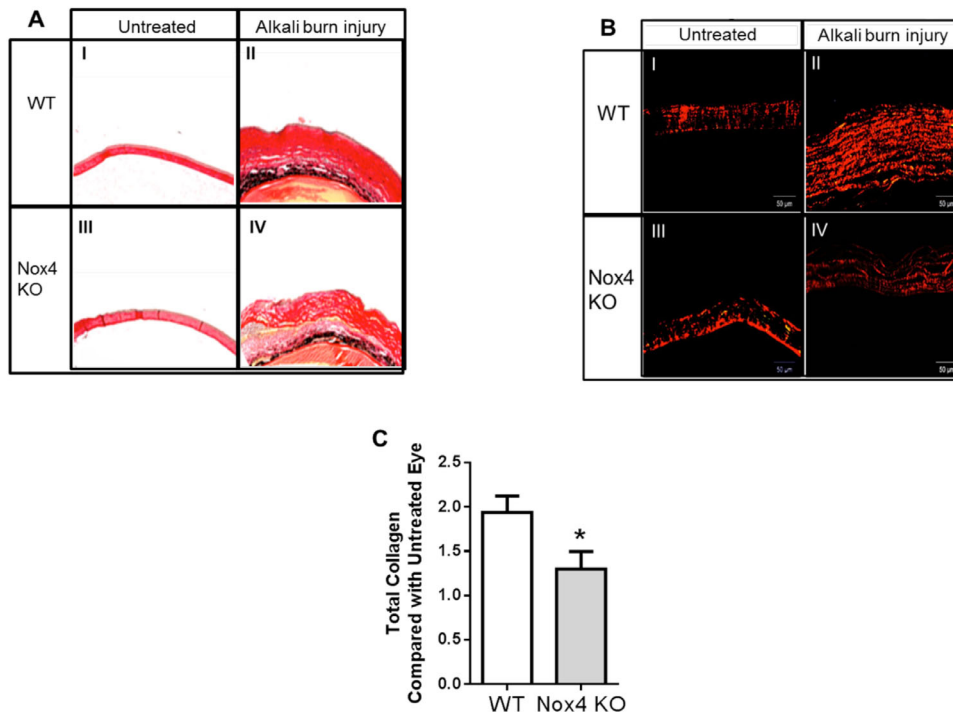 A
Untreated
Alkali burn injury
WT
I
II
Nox4
KO
III
IV
B
Untreated
Alkali burn injury
WT
I
II
50 µm
50 µm
Nox4
KO
III
IV
50 µm
50 µm
C
Total Collagen
Compared with Untreated Eye
2.5
2.0
1.5
1.0
0.5
0.0
*
WT
Nox4 KO